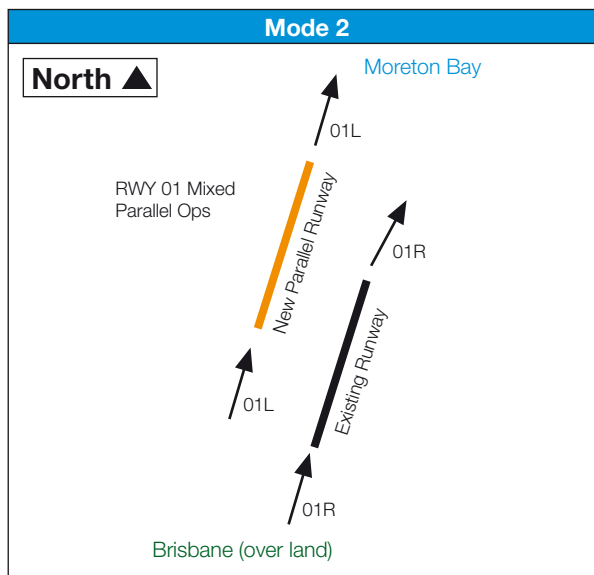 Mode 2
North
Moreton Bay
01L
RWY 01 Mixed
Parallel Ops
New Parallel Runway
01R
Existing Runway
01L
01R
Brisbane (over land)